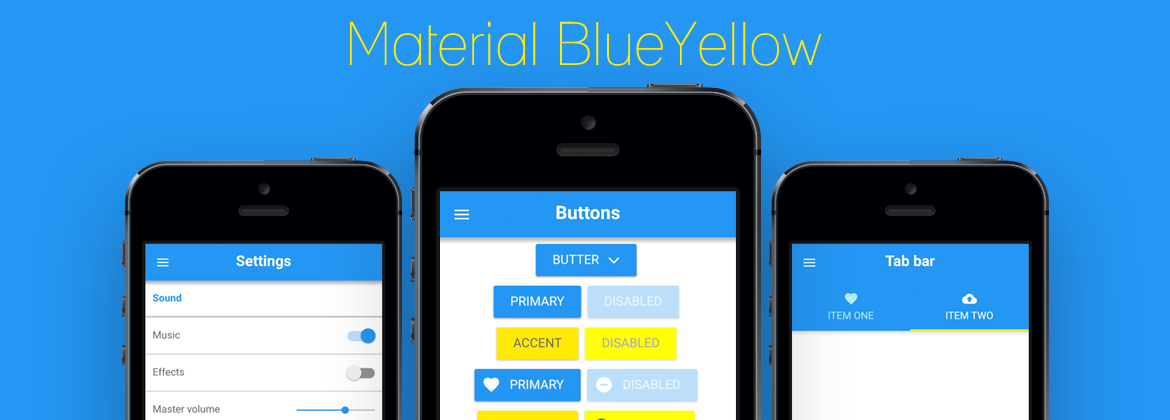 Material BlueYellow
Settings
Sound
Music
Effects
Master volume
Buttons
BUTTER
PRIMARY DISABLED
ACCENT DISABLED
PRIMARY DISABLED
Tab bar
ITEM ONE ITEM TWO